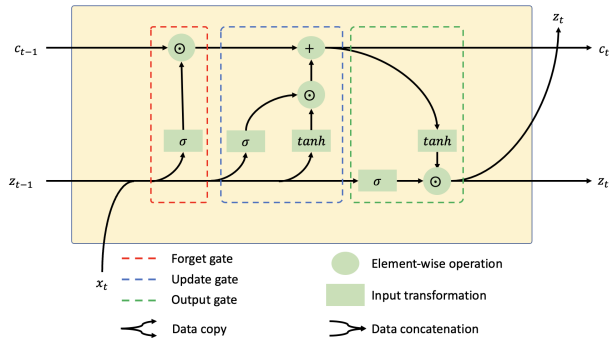 z_t
c_{t-1}
⊙
+
c_t
⊙
σ
σ
tanh
tanh
z_{t-1}
σ
⊙
z_t
x_t
Forget gate
Update gate
Output gate
Data copy
Element-wise operation
Input transformation
Data concatenation